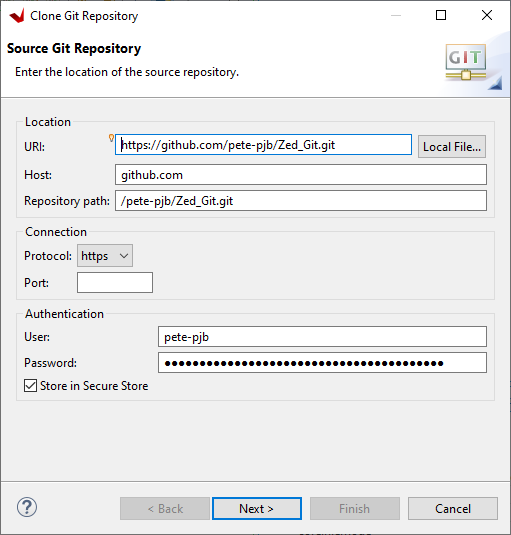 Clone Git Repository
Source Git Repository
Enter the location of the source repository.
GIT
Location
URI: https://github.com/pete-pjb/Zed_Git.git Local File...
Host: github.com
Repository path: /pete-pjb/Zed_Git.git
Connection
Protocol: https
Port:
Authentication
User: pete-pjb
Password: ●●●●●●●●●●●●●●●●●●●●●●●●●●●●●●●●●●●●●●●●
Store in Secure Store
< Back Next > Finish Cancel